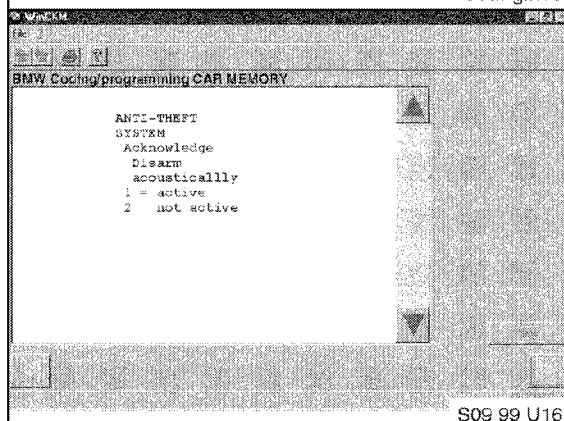 WinCKM
BMW Coding/programming CAR MEMORY
ANTI-THEFT
SYSTEM
Acknowledge
Disarm
acousticallly
1 = active
2 not active
S09 99 U16